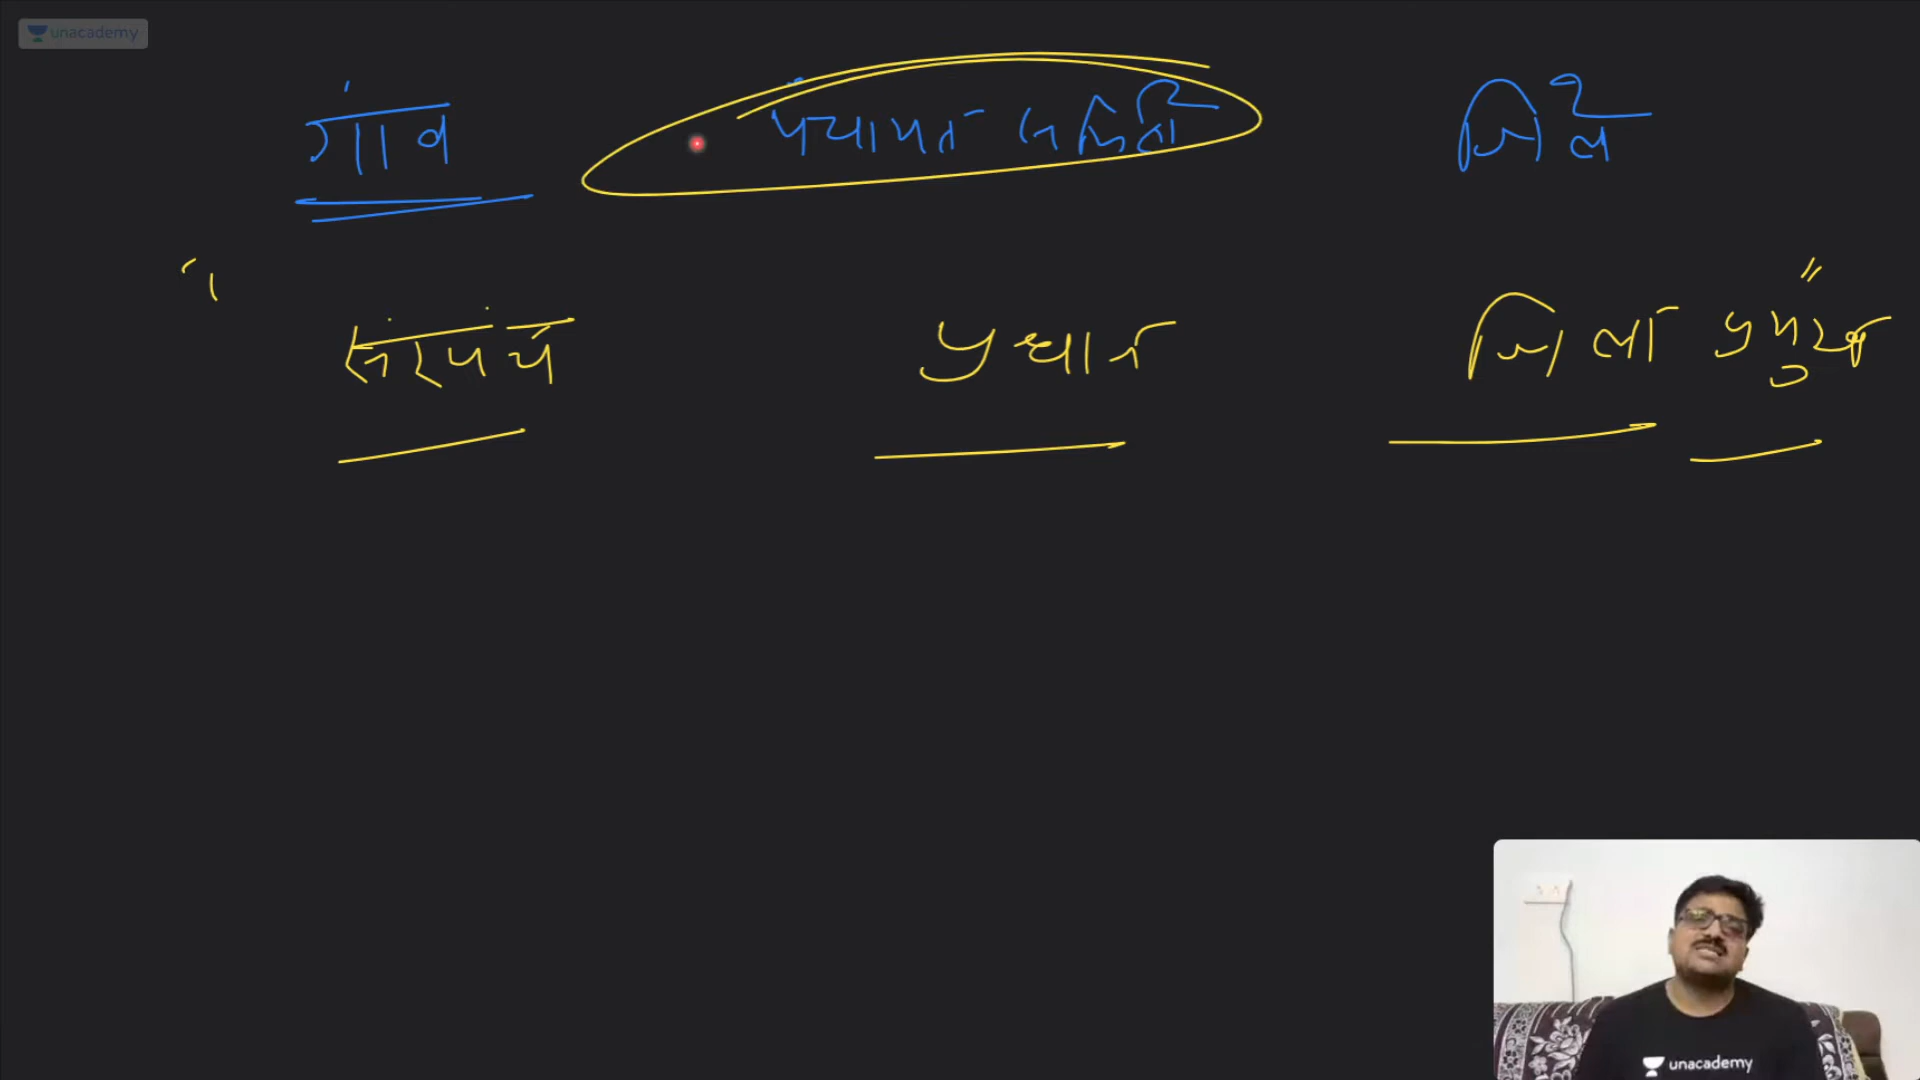 unacademy
गांव पंचायत समिति जिले
सरपंच प्रधान जिला प्रमुख
unacademy